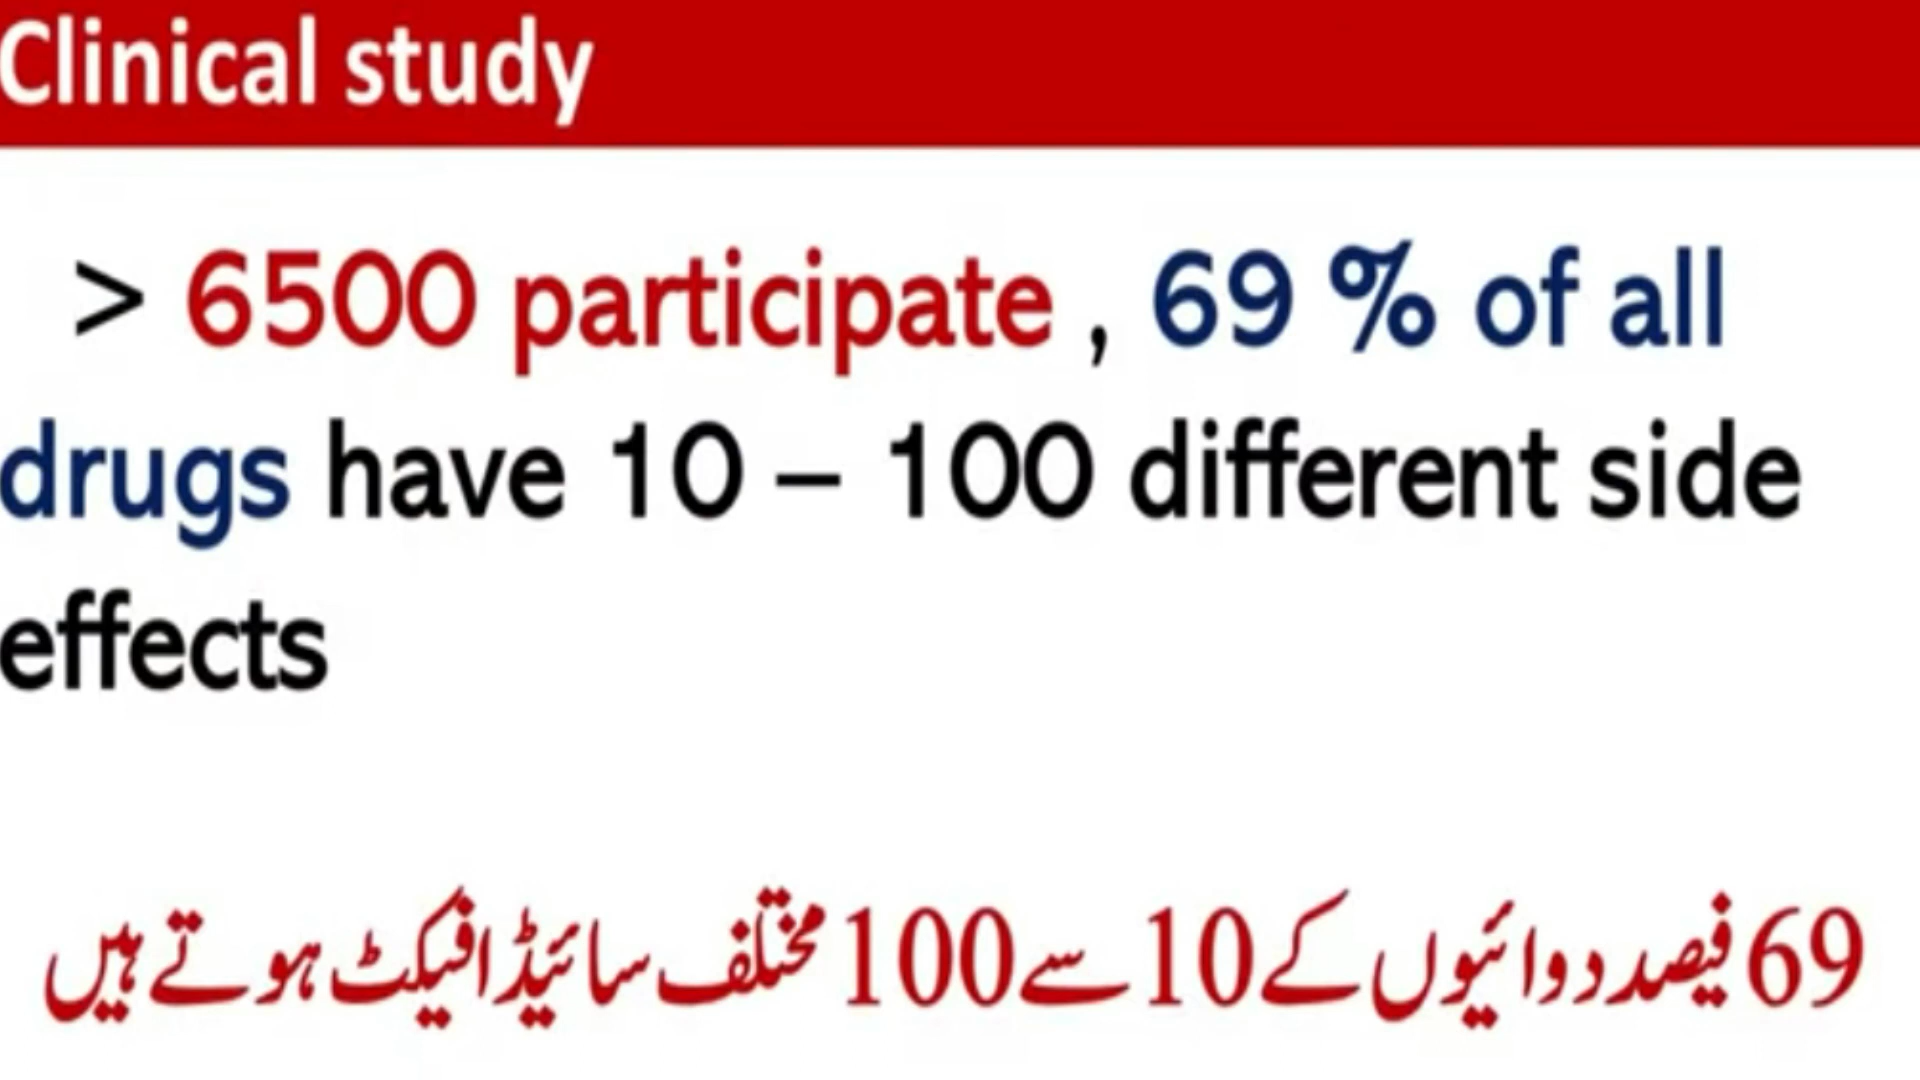 Clinical study
> 6500 participate , 69 % of all
drugs have 10 – 100 different side
effects
69 فیصد دوائیوں کے 10 سے 100 مختلف سائیڈ افیکٹ ہوتے ہیں